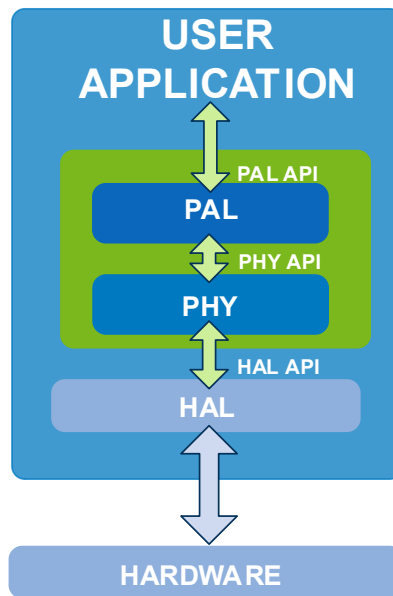 USER
APPLICATION
PAL API
PAL
PHY API
PHY
HAL API
HAL
HARDWARE